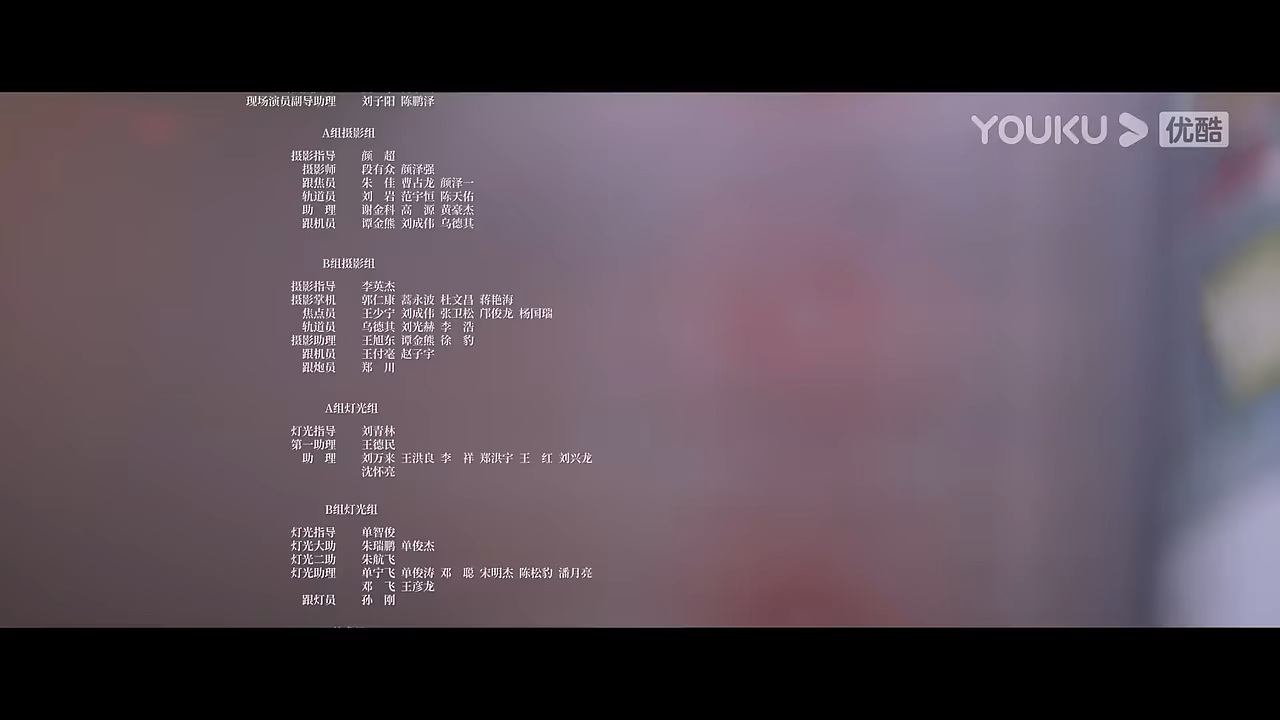 现场演员副导助理 刘子阳 陈鹏泽
YOUKU 优酷
A组摄影组
摄影指导 颜 超
摄影师 段有众 颜泽强
跟焦员 朱 佳 曹占龙 颜泽一
轨道员 刘 岩 范宇恒 陈天佑
助 理 谢金科 高 源 黄豪杰
跟机员 谭金熊 刘成伟 乌德其
B组摄影组
摄影指导 李英杰
摄影掌机 郭仁康 蒿永波 杜文昌 蒋艳海
焦点员 王少宁 刘成伟 张卫松 邝俊龙 杨国瑞
轨道员 乌德其 刘光赫 李 浩
摄影助理 王旭东 谭金熊 徐 豹
跟机员 王付毫 赵子宇
跟炮员 郑 川
A组灯光组
灯光指导 刘青林
第一助理 王德民
助 理 刘万来 王洪良 李 祥 郑洪宇 王 红 刘兴龙
沈怀亮
B组灯光组
灯光指导 单智俊
灯光大助 朱瑞鹏 单俊杰
灯光二助 朱航飞
灯光助理 单宁飞 单俊涛 邓 聪 宋明杰 陈松豹 潘月亮
邓 飞 王彦龙
跟灯员 孙 刚